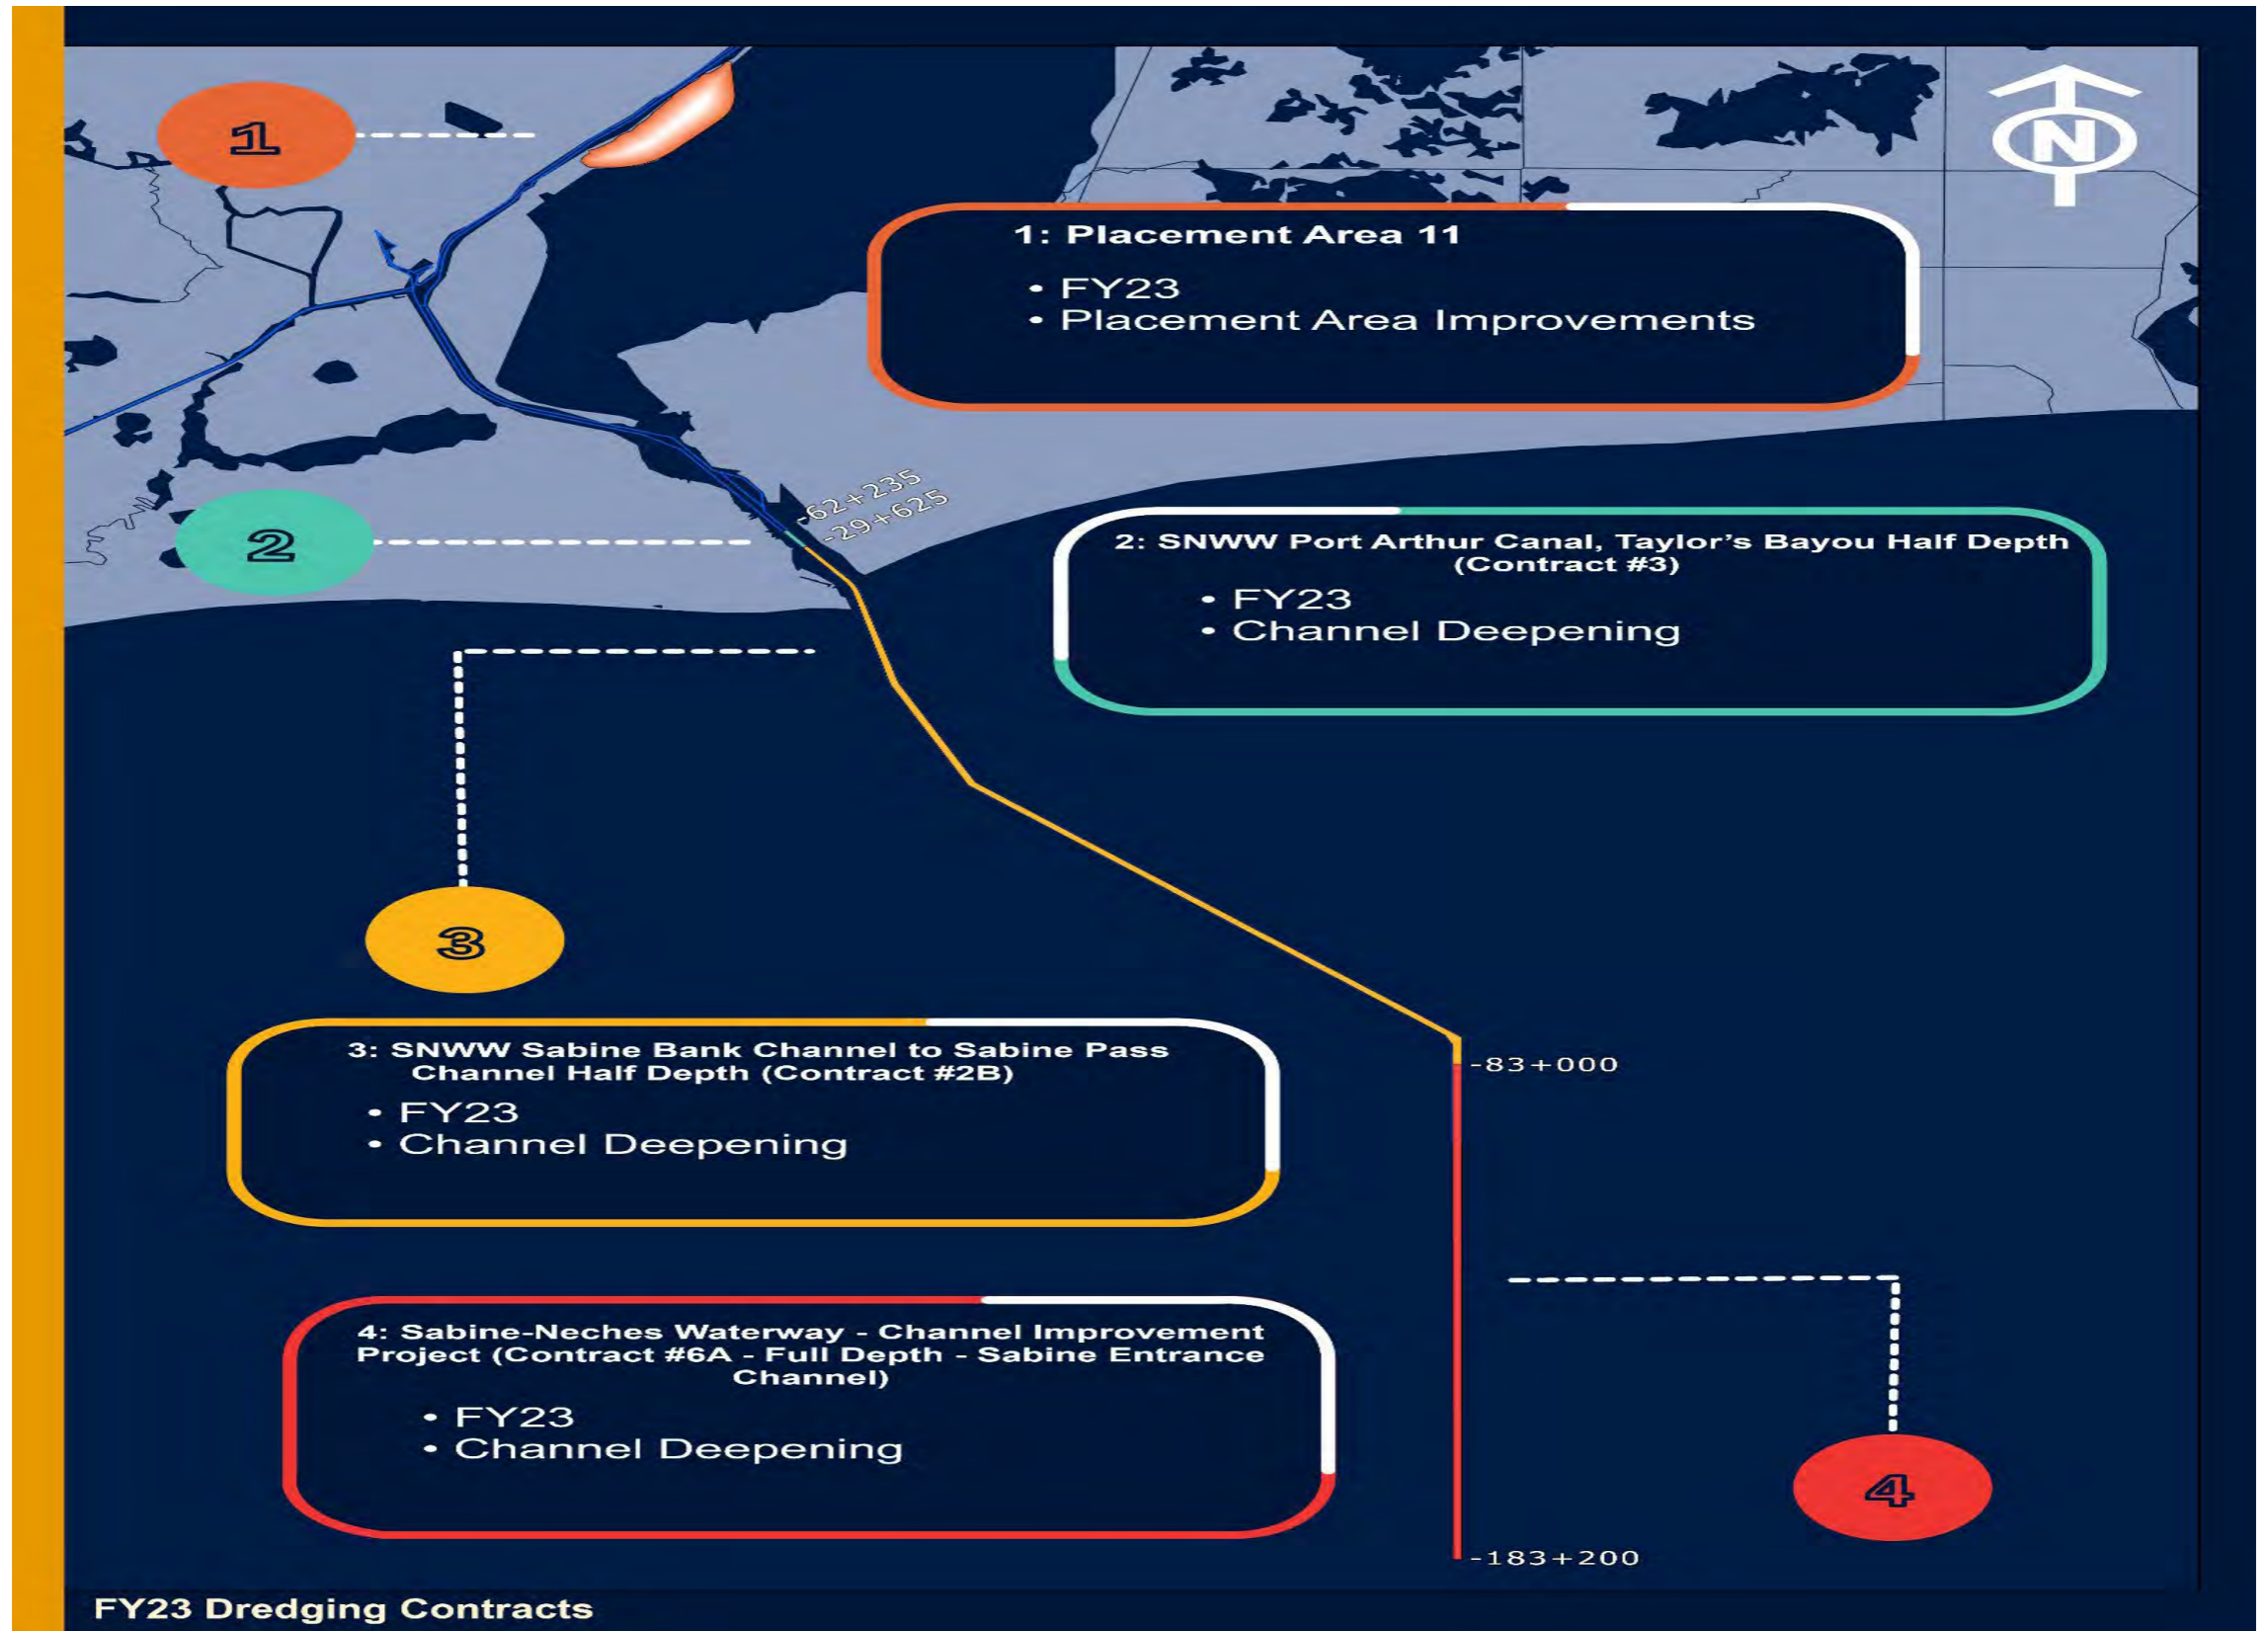 1
N
1: Placement Area 11
• FY23
• Placement Area Improvements
-62+235
-29+625
2
2: SNWW Port Arthur Canal, Taylor’s Bayou Half Depth
(Contract #3)
• FY23
• Channel Deepening
3
3: SNWW Sabine Bank Channel to Sabine Pass
Channel Half Depth (Contract #2B)
• FY23
• Channel Deepening
-83+000
4: Sabine-Neches Waterway - Channel Improvement
Project (Contract #6A - Full Depth - Sabine Entrance
Channel)
• FY23
• Channel Deepening
4
-183+200
FY23 Dredging Contracts